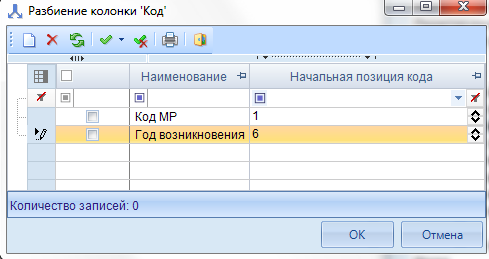 Разбиение колонки 'Код'
Наименование Начальная позиция кода
Код МР 1
Год возникновения 6
Количество записей: 0
ОК Отмена